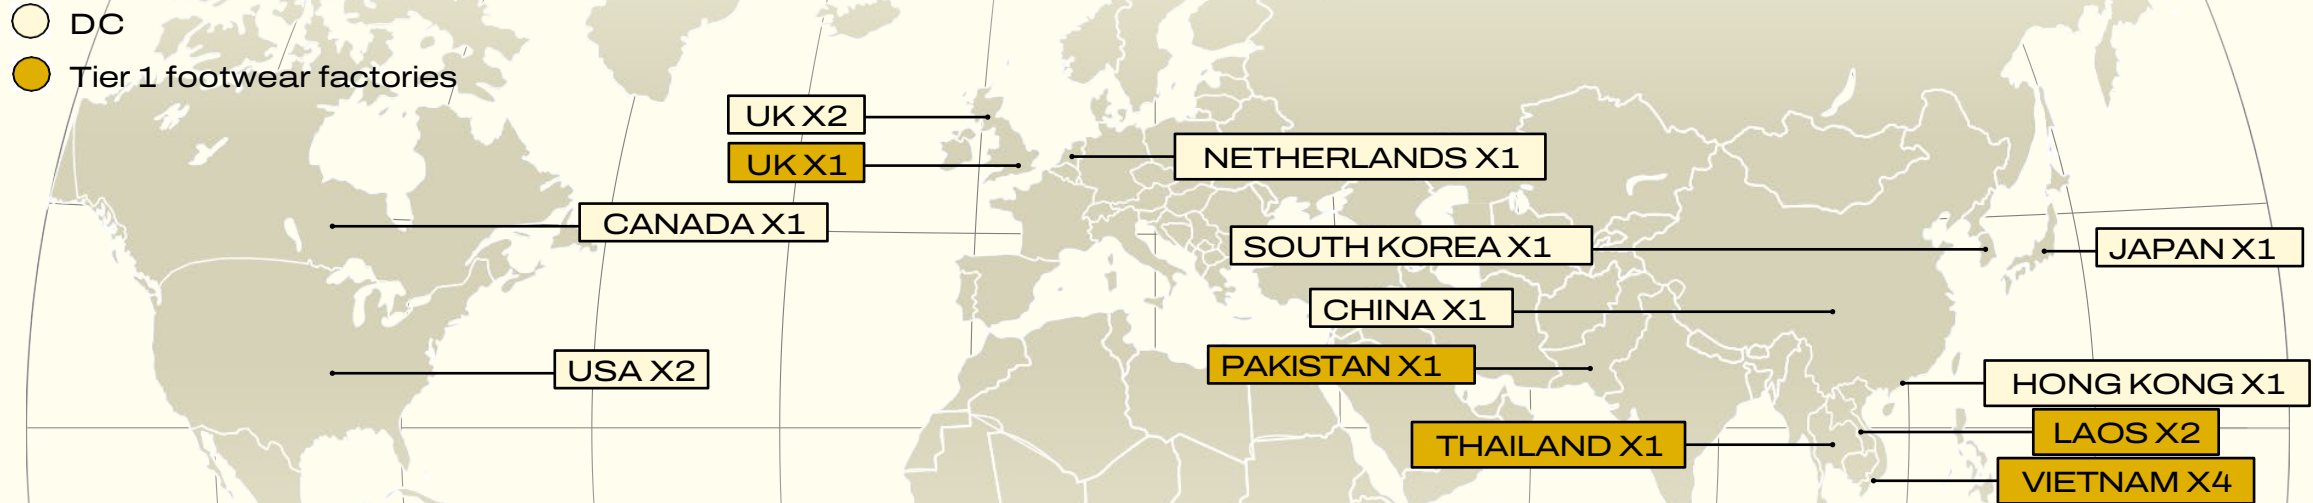 DC
Tier 1 footwear factories
UK X2
UK X1
NETHERLANDS X1
CANADA X1
SOUTH KOREA X1
JAPAN X1
CHINA X1
USA X2
PAKISTAN X1
HONG KONG X1
THAILAND X1
LAOS X2
VIETNAM X4